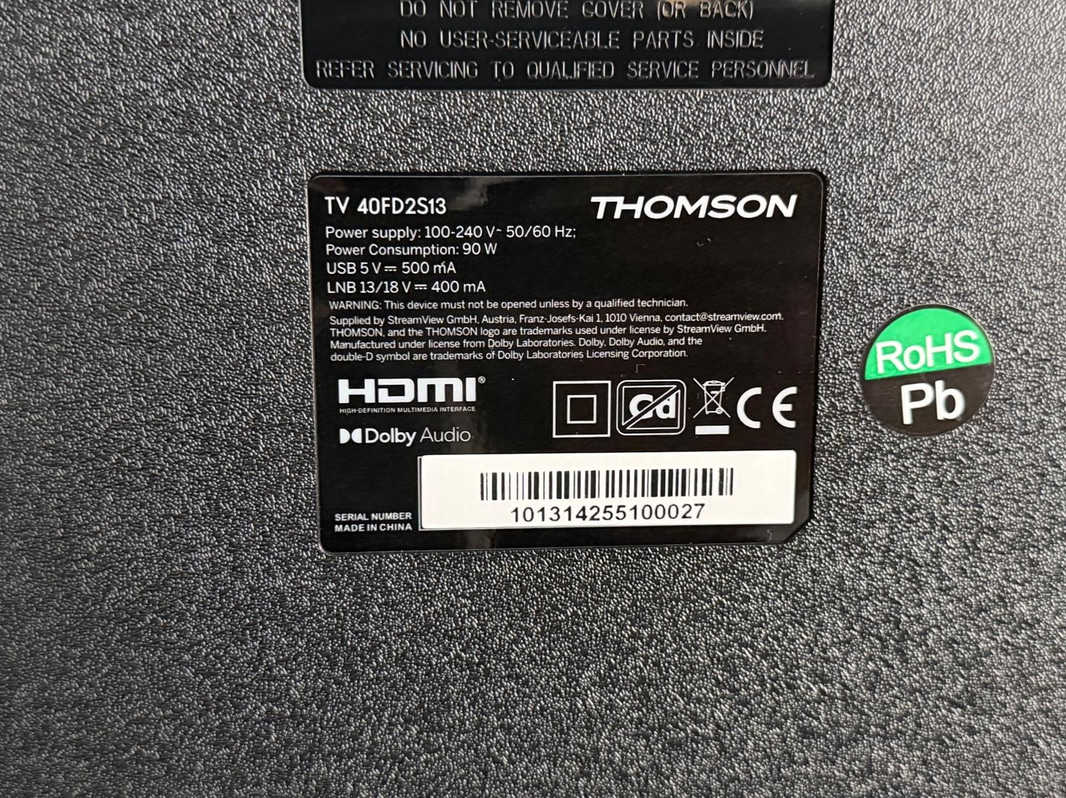 DO NOT REMOVE COVER (OR BACK)
NO USER-SERVICEABLE PARTS INSIDE
REFER SERVICING TO QUALIFIED SERVICE PERSONNEL
TV 40FD2S13
THOMSON
Power supply: 100-240 V~ 50/60 Hz;
Power Consumption: 90 W
USB 5 V⎓ 500 mA
LNB 13/18 V⎓ 400 mA
WARNING: This device must not be opened unless by a qualified technician.
Supplied by StreamView GmbH, Austria, Franz-Josefs-Kai 1, 1010 Vienna, contact@streamview.com.
THOMSON, and the THOMSON logo are trademarks used under license by StreamView GmbH.
Manufactured under license from Dolby Laboratories. Dolby, Dolby Audio, and the
double-D symbol are trademarks of Dolby Laboratories Licensing Corporation.
HDMI®
HIGH-DEFINITION MULTIMEDIA INTERFACE
Cd
CE
Dolby Audio
SERIAL NUMBER
MADE IN CHINA
101314255100027
RoHS
Pb